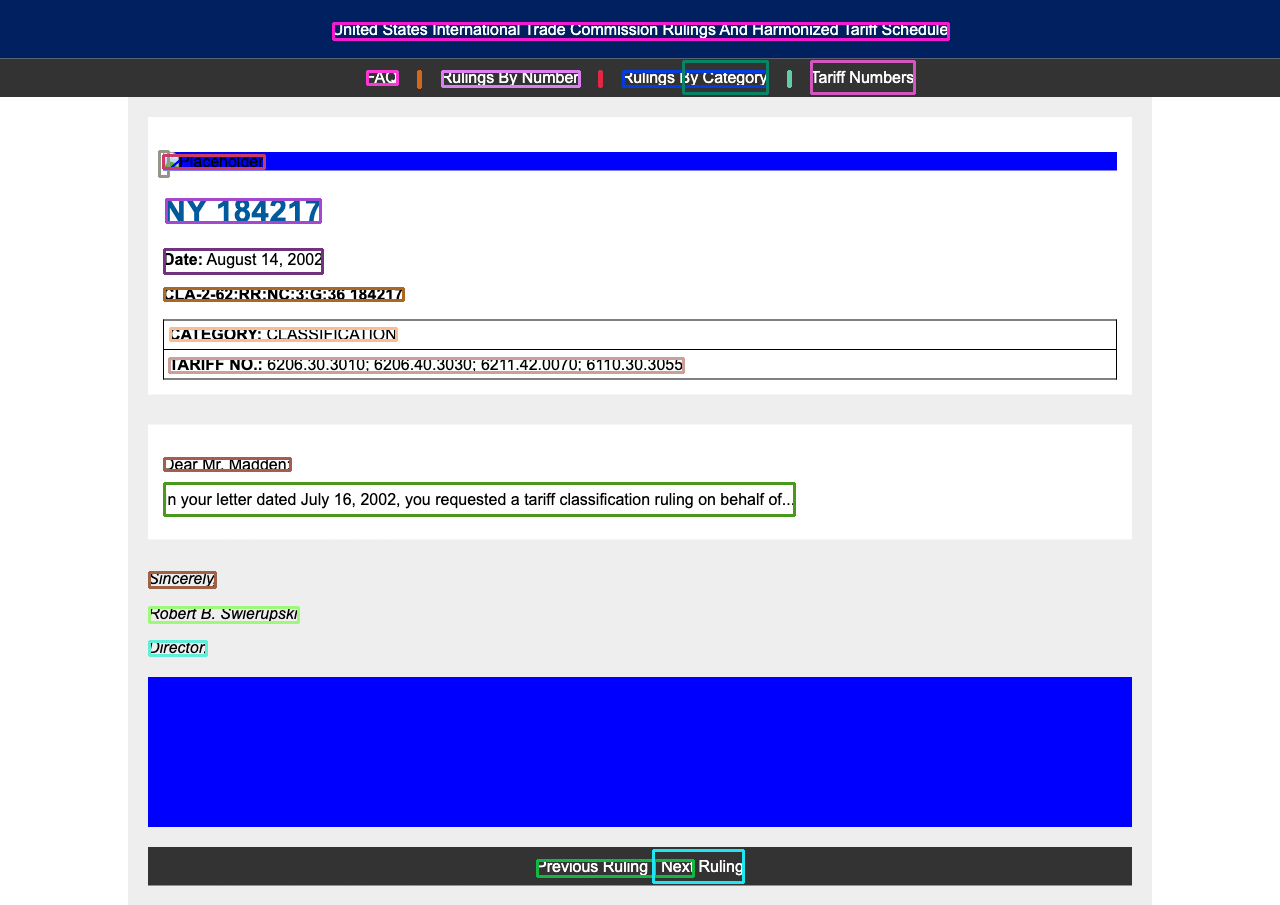 United States International Trade Commission Rulings And Harmonized Tariff Schedule
FAQ | Rulings By Number | Rulings By Category | Tariff Numbers
Placeholder
NY 184217
Date: August 14, 2002
CLA-2-62:RR:NC:3:G:36 184217
CATEGORY: CLASSIFICATION
TARIFF NO.: 6206.30.3010; 6206.40.3030; 6211.42.0070; 6110.30.3055
Dear Mr. Madden:
n your letter dated July 16, 2002, you requested a tariff classification ruling on behalf of...
Sincerely,
Robert B. Swierupski
Director,
Previous Ruling Next Ruling